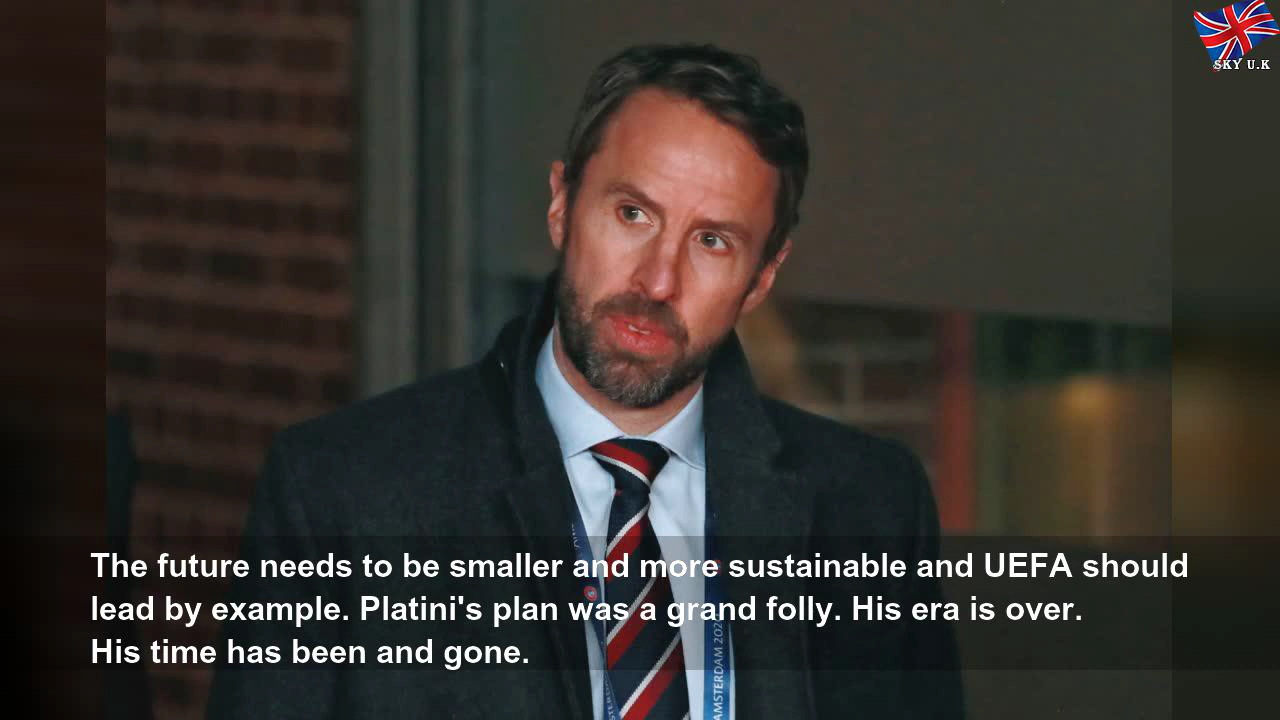 SKY U.K
The future needs to be smaller and more sustainable and UEFA should
lead by example. Platini's plan was a grand folly. His era is over.
His time has been and gone.
AMSTERDAM 202